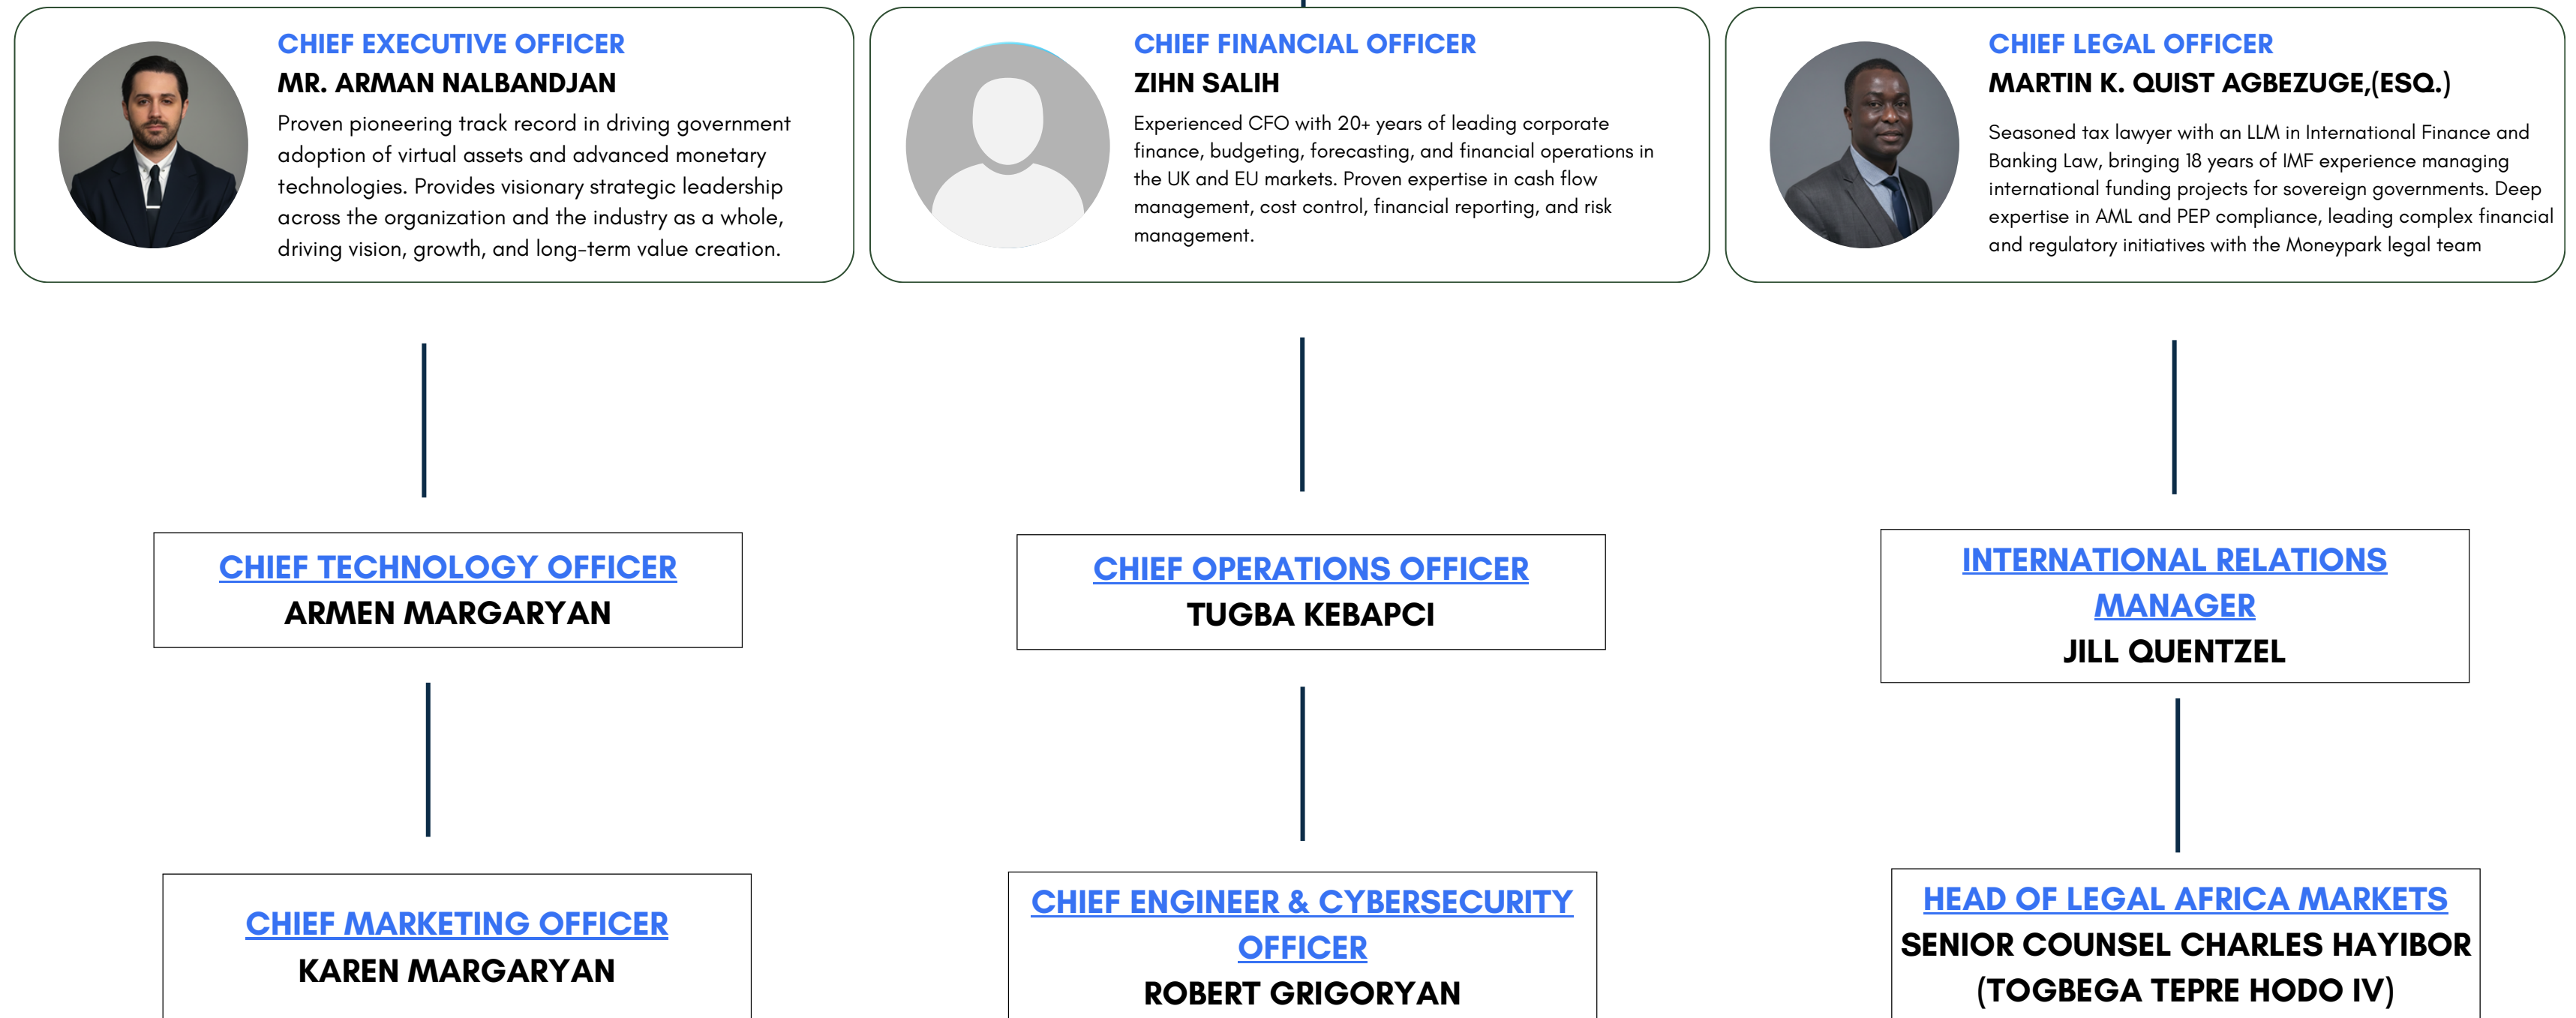 CHIEF EXECUTIVE OFFICER
MR. ARMAN NALBANDJAN
Proven pioneering track record in driving government
adoption of virtual assets and advanced monetary
technologies. Provides visionary strategic leadership
across the organization and the industry as a whole,
driving vision, growth, and long-term value creation.
CHIEF FINANCIAL OFFICER
ZIHN SALIH
Experienced CFO with 20+ years of leading corporate
finance, budgeting, forecasting, and financial operations in
the UK and EU markets. Proven expertise in cash flow
management, cost control, financial reporting, and risk
management.
CHIEF LEGAL OFFICER
MARTIN K. QUIST AGBEZUGE,(ESQ.)
Seasoned tax lawyer with an LLM in International Finance and
Banking Law, bringing 18 years of IMF experience managing
international funding projects for sovereign governments. Deep
expertise in AML and PEP compliance, leading complex financial
and regulatory initiatives with the Moneypark legal team
CHIEF TECHNOLOGY OFFICER
ARMEN MARGARYAN
CHIEF OPERATIONS OFFICER
TUGBA KEBAPCI
INTERNATIONAL RELATIONS
MANAGER
JILL QUENTZEL
CHIEF MARKETING OFFICER
KAREN MARGARYAN
CHIEF ENGINEER & CYBERSECURITY
OFFICER
ROBERT GRIGORYAN
HEAD OF LEGAL AFRICA MARKETS
SENIOR COUNSEL CHARLES HAYIBOR
(TOGBEGA TEPRE HODO IV)